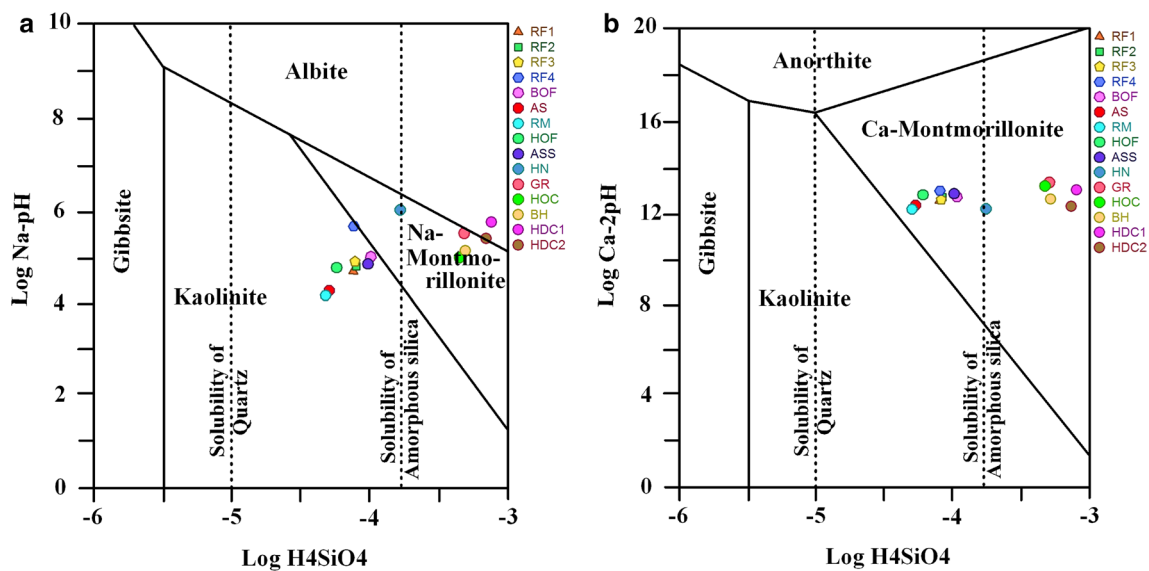 a
Log Na-pH
10
8
6
4
2
0
-6
-5
-4
-3
Log H4SiO4
Gibbsite
Albite
Kaolinite
Na-
Montmo-
rillonite
Solubility of
Quartz
Solubility of
Amorphous silica
RF1
RF2
RF3
RF4
BOF
AS
RM
HOF
ASS
HN
GR
HOC
BH
HDC1
HDC2
b
Log Ca-2pH
20
16
12
8
4
0
-6
-5
-4
-3
Log H4SiO4
Gibbsite
Anorthite
Ca-Montmorillonite
Kaolinite
Solubility of
Quartz
Solubility of
Amorphous silica
RF1
RF2
RF3
RF4
BOF
AS
RM
HOF
ASS
HN
GR
HOC
BH
HDC1
HDC2